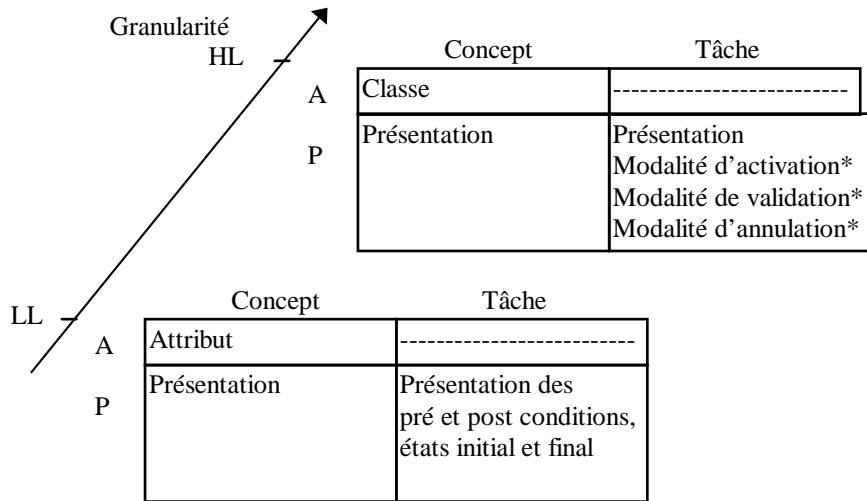 Granularité
HL
Concept Tâche
A Classe --------------------------
P Présentation Présentation
Modalité d’activation*
Modalité de validation*
Modalité d’annulation*
LL
Concept Tâche
A Attribut --------------------------
P Présentation Présentation des
pré et post conditions,
états initial et final